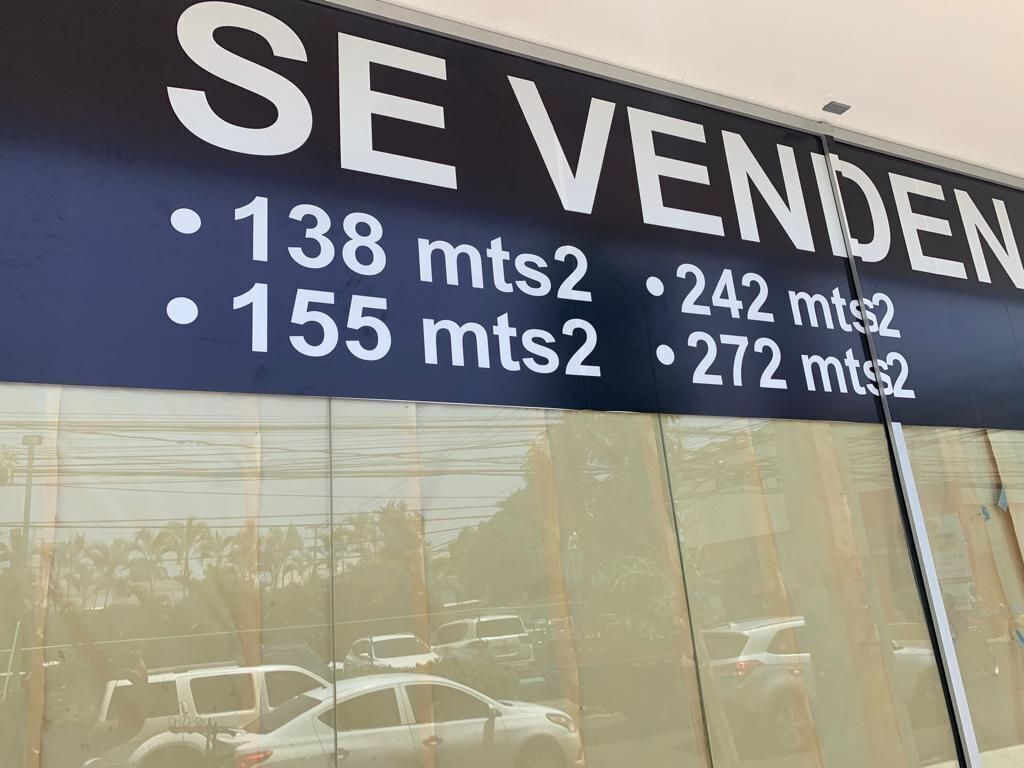 SE VENDEN
• 138 mts2
• 155 mts2
• 242 mts2
• 272 mts2